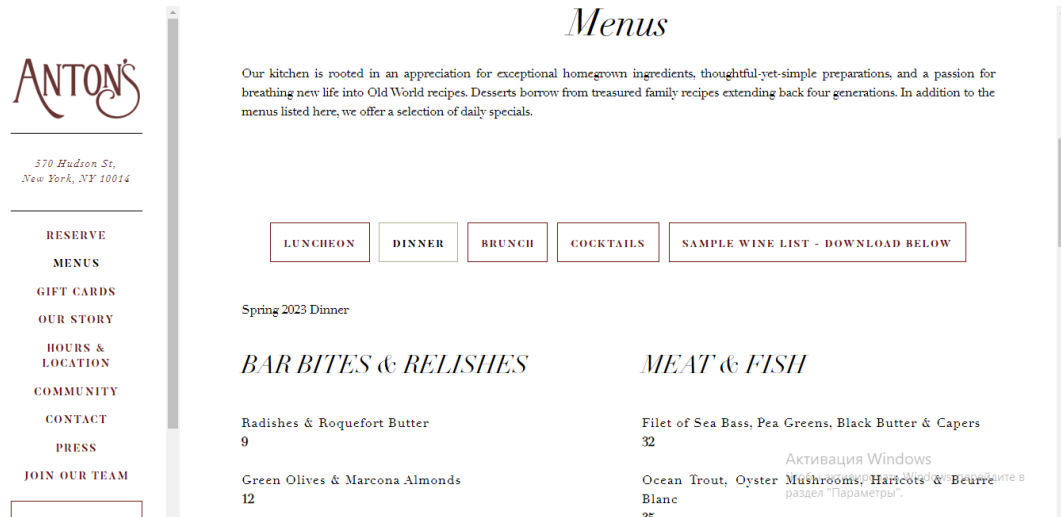 ANTON'S
570 Hudson St,
New York, NY 10014
RESERVE
MENUS
GIFT CARDS
OUR STORY
HOURS &
LOCATION
COMMUNITY
CONTACT
PRESS
JOIN OUR TEAM
Menus
Our kitchen is rooted in an appreciation for exceptional homegrown ingredients, thoughtful-yet-simple preparations, and a passion for
breathing new life into Old World recipes. Desserts borrow from treasured family recipes extending back four generations. In addition to the
menus listed here, we offer a selection of daily specials.
LUNCHEON
DINNER
BRUNCH
COCKTAILS
SAMPLE WINE LIST - DOWNLOAD BELOW
Spring 2023 Dinner
BAR BITES & RELISHES
Radishes & Roquefort Butter
9
Green Olives & Marcona Almonds
12
MEAT & FISH
Filet of Sea Bass, Pea Greens, Black Butter & Capers
32
Ocean Trout, Oyster Mushrooms, Haricots & Beurre
Blanc
35
Активация Windows
Чтобы активировать Windows, перейдите в
раздел "Параметры".